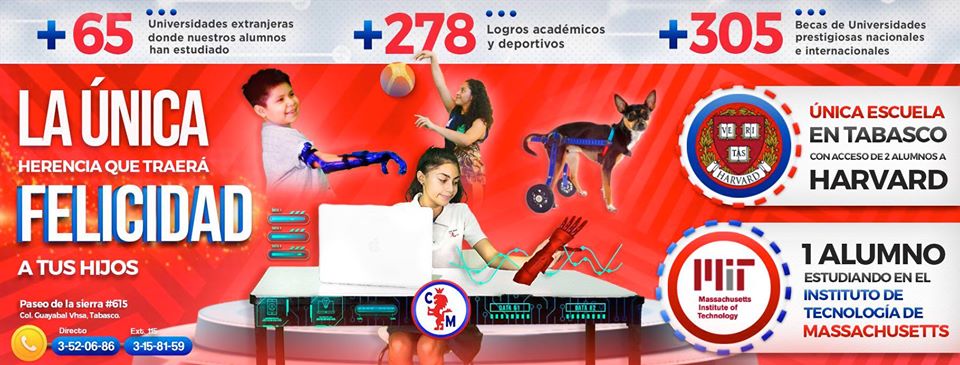 +65
Universidades extranjeras
donde nuestros alumnos
han estudiado
+278
Logros académicos
y deportivos
+305
Becas de Universidades
prestigiosas nacionales
e internacionales
LA ÚNICA
HERENCIA QUE TRAERÁ
FELICIDAD
A TUS HIJOS
Paseo de la sierra #615
Col. Guayabal Vhsa, Tabasco.
Directo
3-52-06-86
Ext. 115
3-15-81-59
C M
DATA 01
DATA 02
VE RI
TAS
HARVARD
ÚNICA ESCUELA
EN TABASCO
CON ACCESO DE 2 ALUMNOS A
HARVARD
MIT
Massachusetts
Institute of
Technology
1 ALUMNO
ESTUDIANDO EN EL
INSTITUTO DE
TECNOLOGÍA DE
MASSACHUSETTS